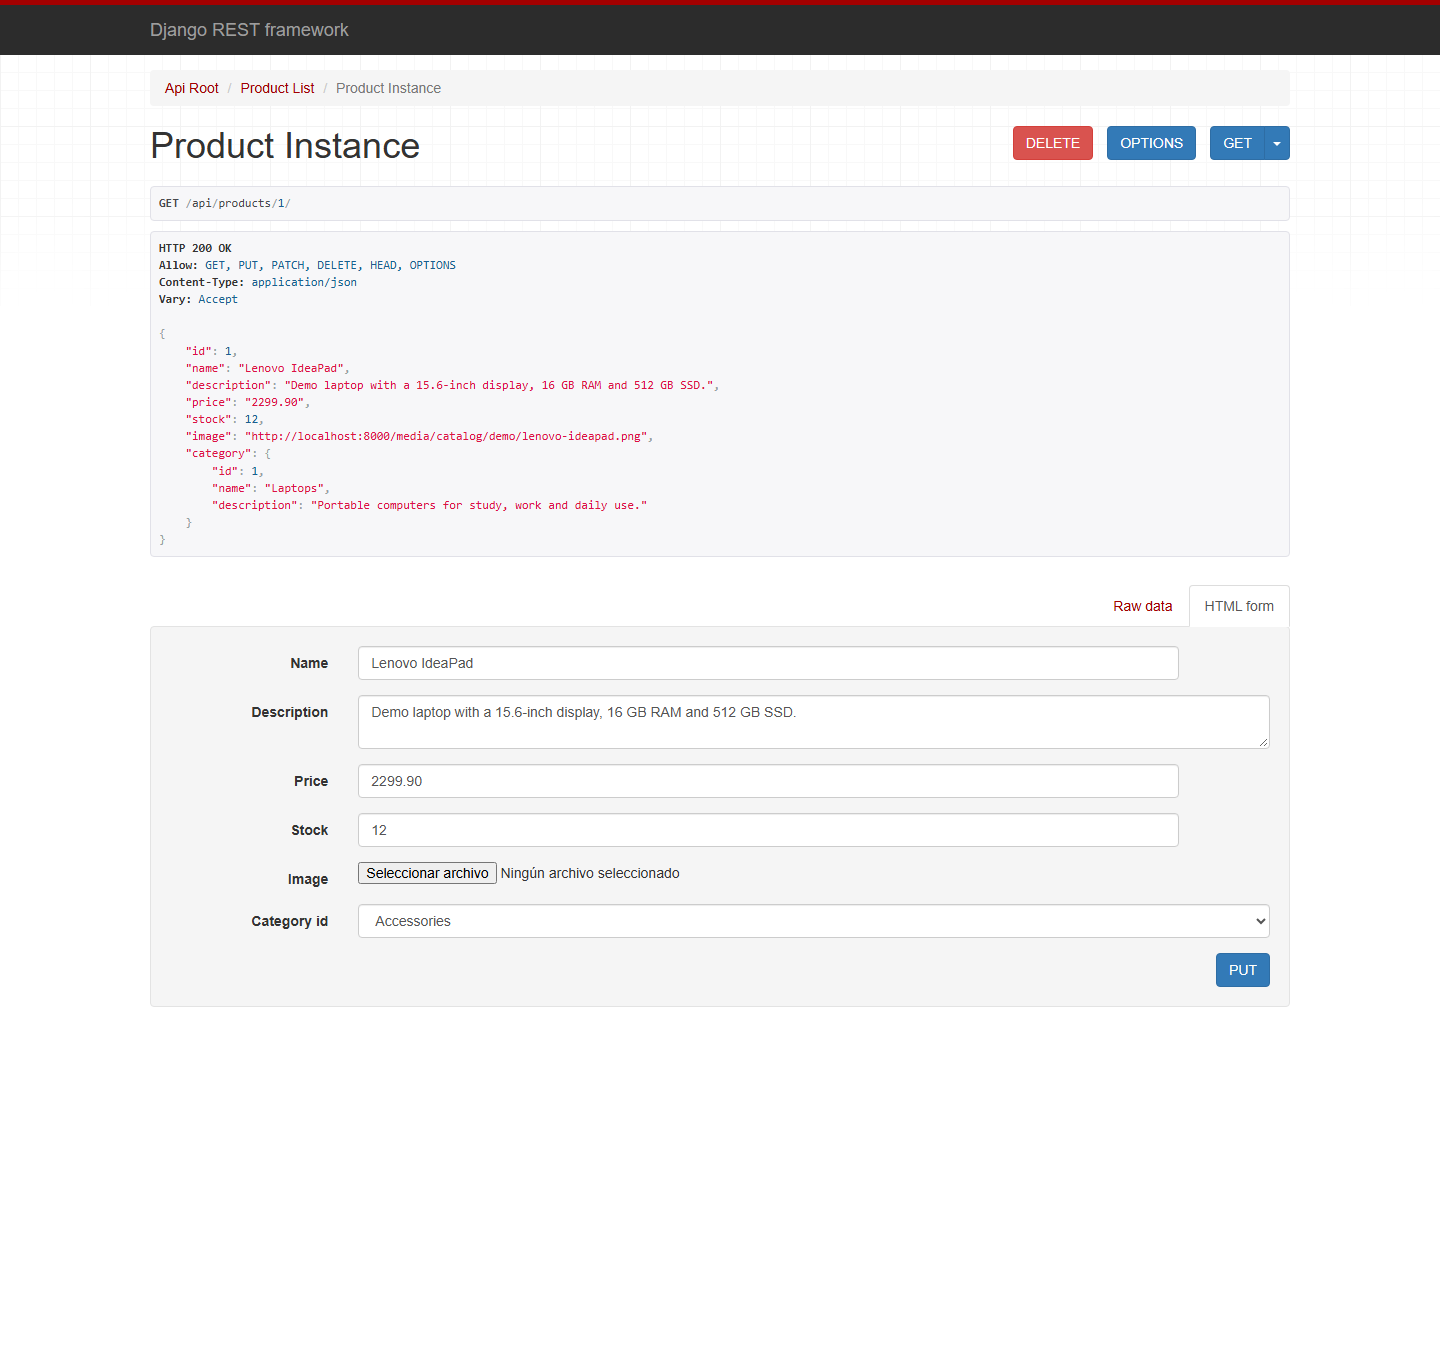 Django REST framework
Api Root / Product List / Product Instance
Product Instance
DELETE OPTIONS GET
GET /api/products/1/
HTTP 200 OK
Allow: GET, PUT, PATCH, DELETE, HEAD, OPTIONS
Content-Type: application/json
Vary: Accept
{
    "id": 1,
    "name": "Lenovo IdeaPad",
    "description": "Demo laptop with a 15.6-inch display, 16 GB RAM and 512 GB SSD.",
    "price": "2299.90",
    "stock": 12,
    "image": "http://localhost:8000/media/catalog/demo/lenovo-ideapad.png",
    "category": {
        "id": 1,
        "name": "Laptops",
        "description": "Portable computers for study, work and daily use."
    }
}
Raw data HTML form
Name Lenovo IdeaPad
Description Demo laptop with a 15.6-inch display, 16 GB RAM and 512 GB SSD.
Price 2299.90
Stock 12
Image Seleccionar archivo Ningún archivo seleccionado
Category id Accessories
PUT